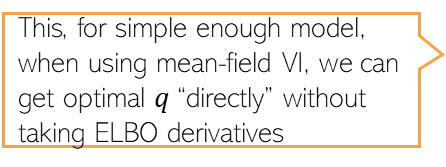 This, for simple enough model,
when using mean-field VI, we can
get optimal q “directly” without
taking ELBO derivatives